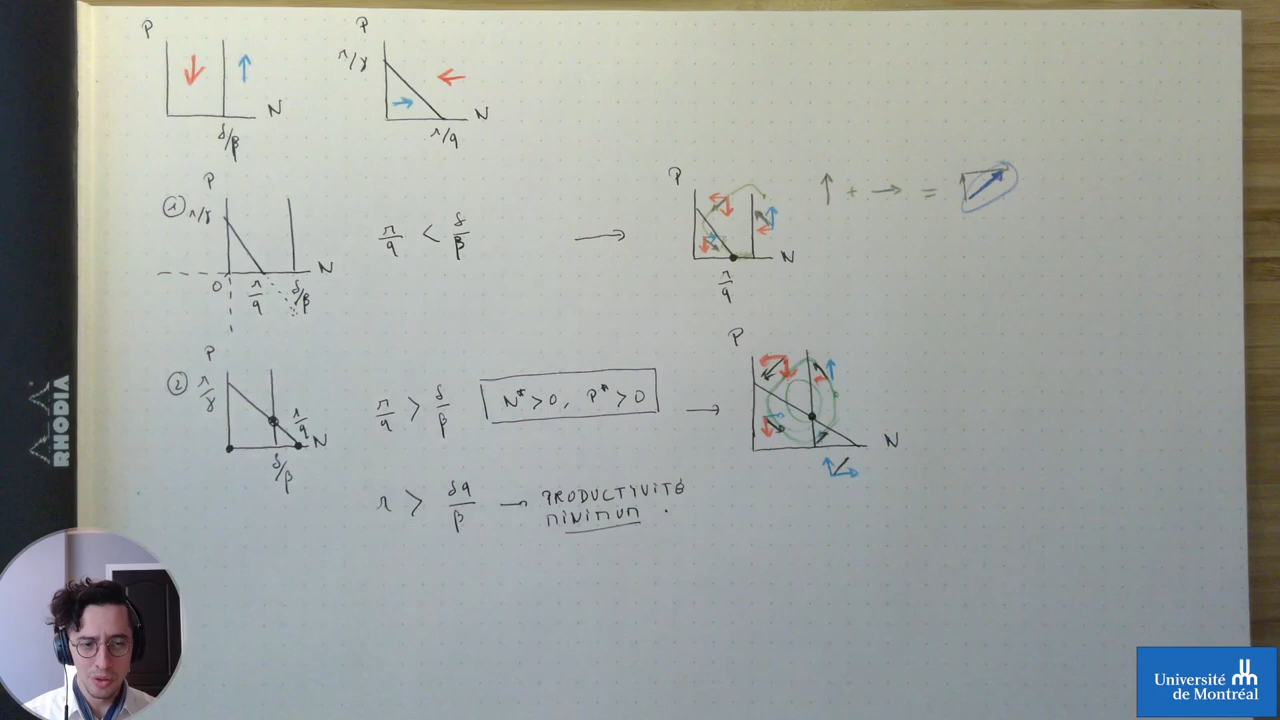 P
N
δ/β
P
r/γ
N
r/q
①
P
r/γ
0
r/q
δ/β
N
r/q < δ/β
→
P
N
r/q
↑ + → =
②
P
r/γ
r/q
N
δ/β
r/q > δ/β
N* > 0, P* > 0
→
P
N
r > δq/β → PRODUCTIVITÉ
MINIMUM.
RHODIA
Université
de Montréal